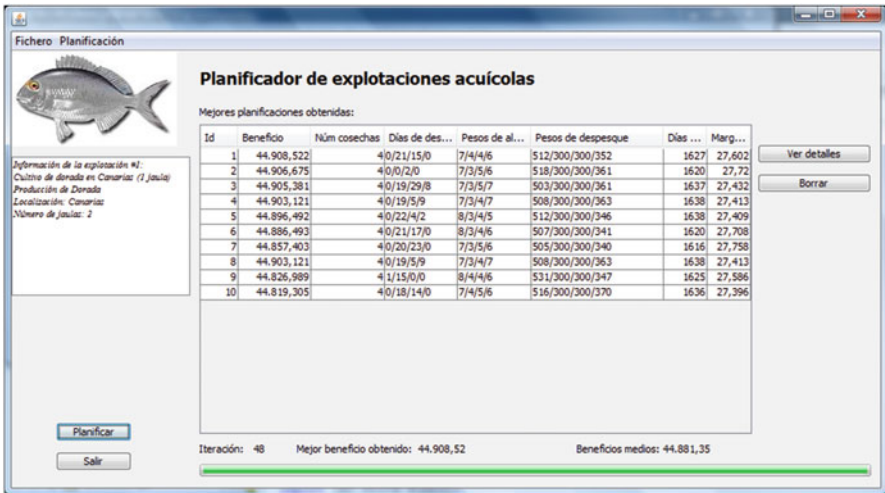 Fichero Planificación
Planificador de explotaciones acuícolas
Mejores planificaciones obtenidas:
Id Beneficio Núm cosechas Días de des... Pesos de al... Pesos de despesque Días ... Marg...
1 44.908,522 4 0/21/15/0 7/4/4/6 512/300/300/352 1627 27,602
2 44.906,675 4 0/0/2/0 7/3/5/6 518/300/300/361 1620 27,72
3 44.905,381 4 0/19/29/8 7/3/5/7 503/300/300/361 1637 27,432
4 44.903,121 4 0/19/5/9 7/3/4/7 508/300/300/363 1638 27,413
5 44.896,492 4 0/22/4/2 8/3/4/5 512/300/300/346 1638 27,409
6 44.886,493 4 0/21/17/0 8/3/4/6 507/300/300/341 1620 27,708
7 44.857,403 4 0/20/23/0 7/3/5/6 505/300/300/340 1616 27,758
8 44.903,121 4 0/19/5/9 7/3/4/7 508/300/300/363 1638 27,413
9 44.826,989 4 1/15/0/0 8/4/4/6 531/300/300/347 1625 27,586
10 44.819,305 4 0/18/14/0 7/4/5/6 516/300/300/370 1636 27,396
Ver detalles
Borrar
Información de la explotación #1:
Cultivo de dorada en Canarias (1 jaula)
Producción de Dorada
Localización: Canarias
Número de jaulas: 2
Planificar
Salir
Iteración: 48 Mejor beneficio obtenido: 44.908,52 Beneficios medios: 44.881,35